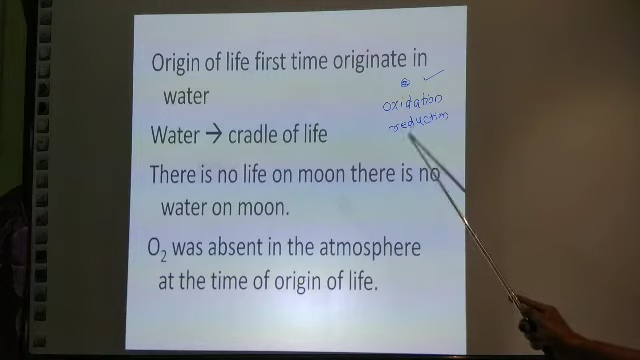 Origin of life first time originate in
water
oxidation
reduction
Water → cradle of life
There is no life on moon there is no
water on moon.
O₂ was absent in the atmosphere
at the time of origin of life.